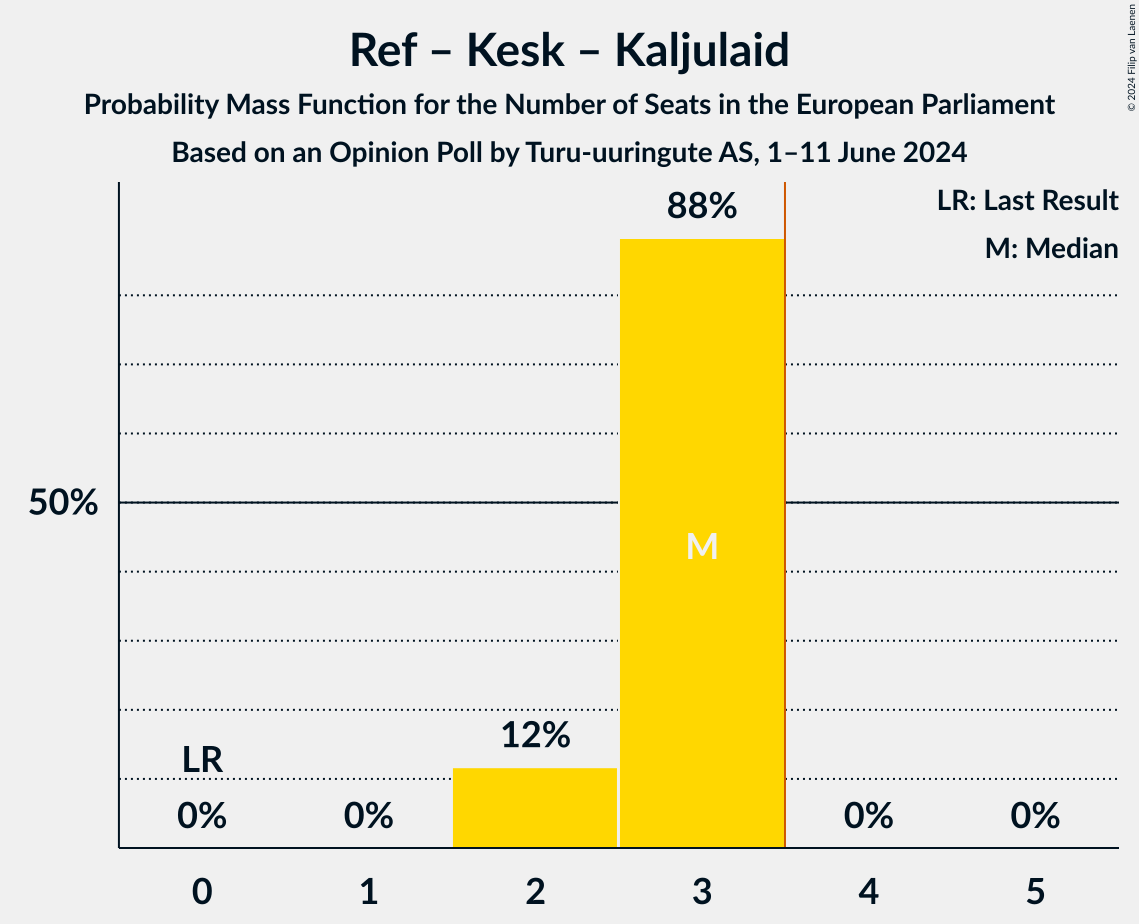 Ref – Kesk – Kaljulaid
Probability Mass Function for the Number of Seats in the European Parliament
Based on an Opinion Poll by Turu-uuringute AS, 1–11 June 2024
© 2024 Filip van Laenen
LR: Last Result
M: Median
88%
50%
M
12%
LR
0%
0%
0%
0%
0
1
2
3
4
5